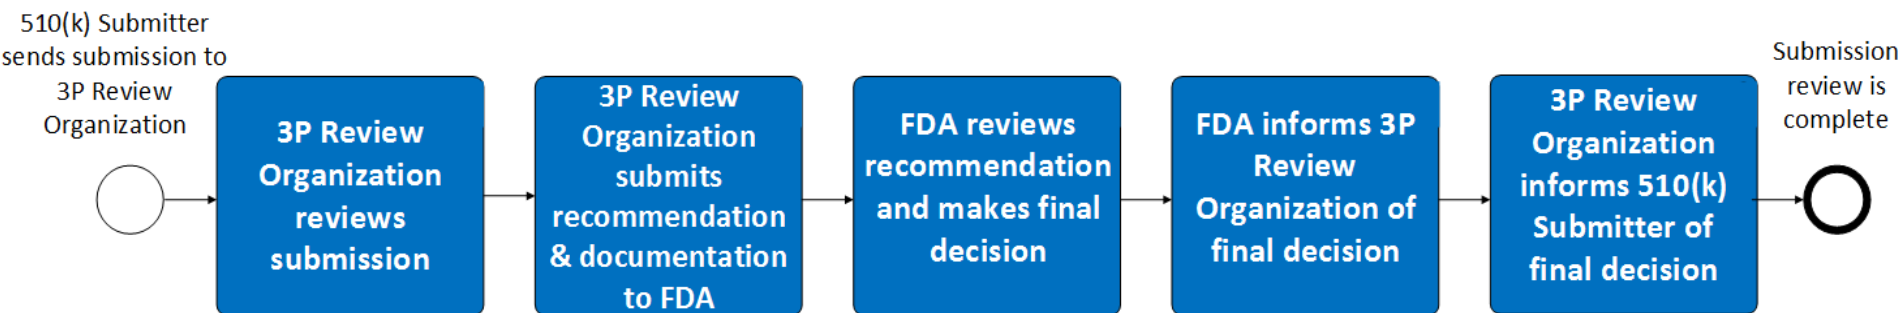 510(k) Submitter
sends submission to
3P Review
Organization
3P Review
Organization
reviews
submission
3P Review
Organization
submits
recommendation
& documentation
to FDA
FDA reviews
recommendation
and makes final
decision
FDA informs 3P
Review
Organization of
final decision
3P Review
Organization
informs 510(k)
Submitter of
final decision
Submission
review is
complete